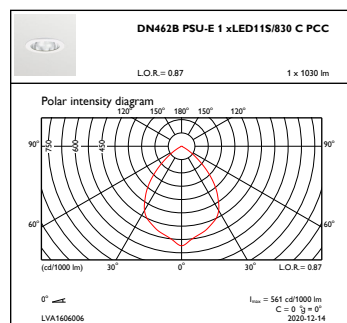 DN462B PSU-E 1 xLED11S/830 C PCC
L.O.R.= 0.87 1 x 1030 lm
Polar intensity diagram
120° 150° 180° 150° 120°
90° 750 600 450 90°
60° 60°
(cd/1000 lm) 30° 0° 30° L.O.R.= 0.87
0° Imax = 561 cd/1000 lm
C = 0 °g = 0°
LVA1606006 2020-12-14